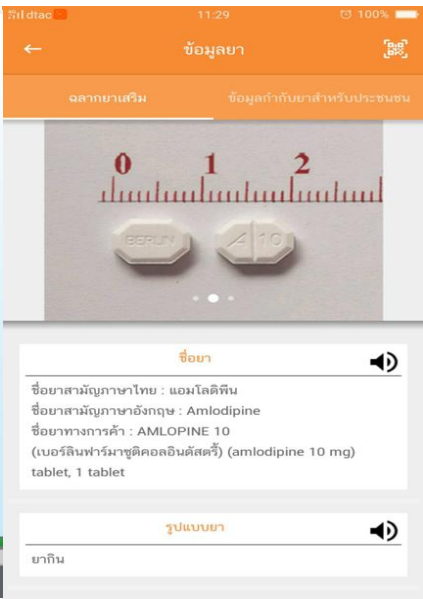 dtac
11:29
100%
ข้อมูลยา
ฉลากยาเสริม
ข้อมูลกำกับยาสำหรับประชนชน
0 1 2
BERLIN A 10
ชื่อยา
ชื่อยาสามัญภาษาไทย : แอมโลดิพีน
ชื่อยาสามัญภาษาอังกฤษ : Amlodipine
ชื่อยาทางการค้า : AMLOPINE 10
(เบอร์ลินฟาร์มาซูติคอลอินดัสตรี้) (amlodipine 10 mg)
tablet, 1 tablet
รูปแบบยา
ยากิน